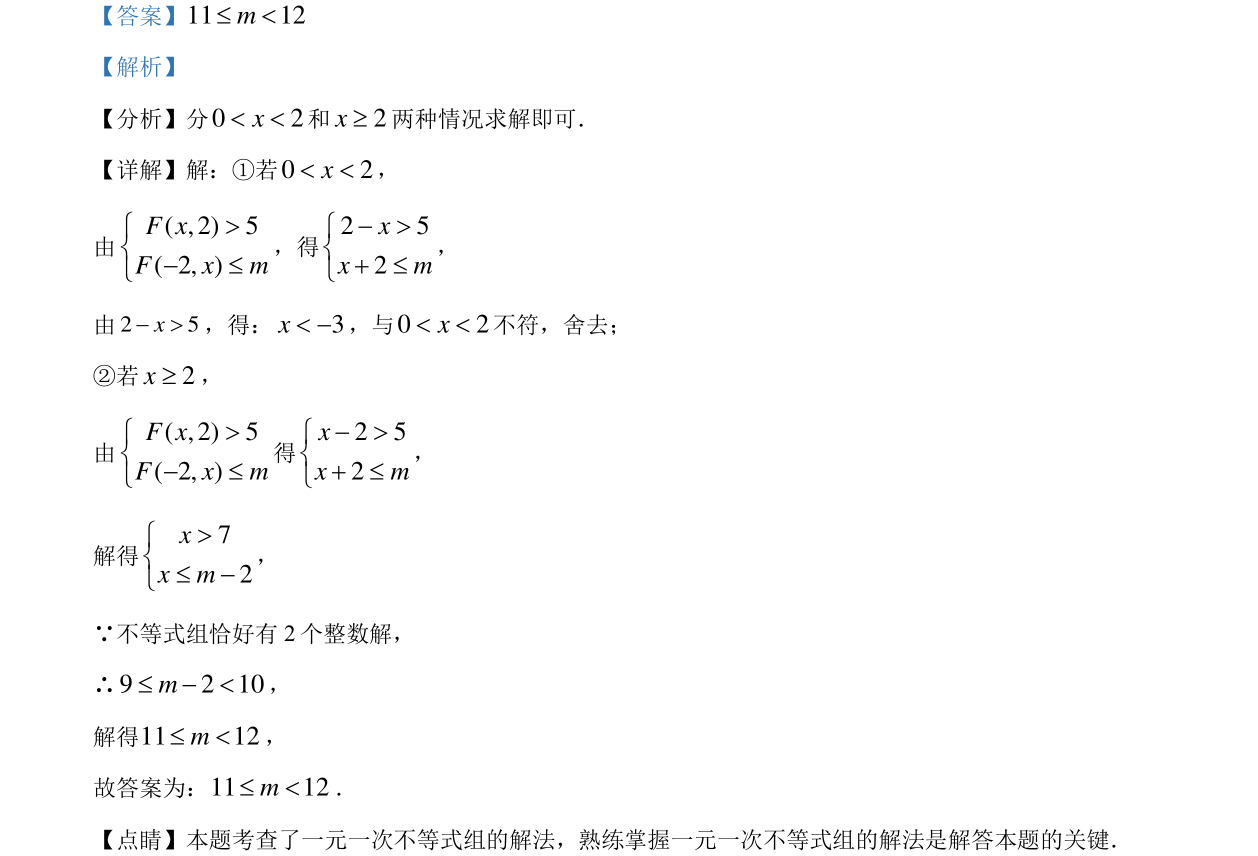 【答案】11≤m<12
【解析】
【分析】分0<x<2和x≥2两种情况求解即可．
【详解】解：①若0<x<2，
由{F(x,2)>5 F(−2,x)≤m，得{2−x>5 x+2≤m，
由2−x>5，得：x<−3，与0<x<2不符，舍去；
②若x≥2，
由{F(x,2)>5 F(−2,x)≤m得{x−2>5 x+2≤m，
解得{x>7 x≤m−2，
∵不等式组恰好有2个整数解，
∴9≤m−2<10，
解得11≤m<12，
故答案为：11≤m<12．
【点睛】本题考查了一元一次不等式组的解法，熟练掌握一元一次不等式组的解法是解答本题的关键．